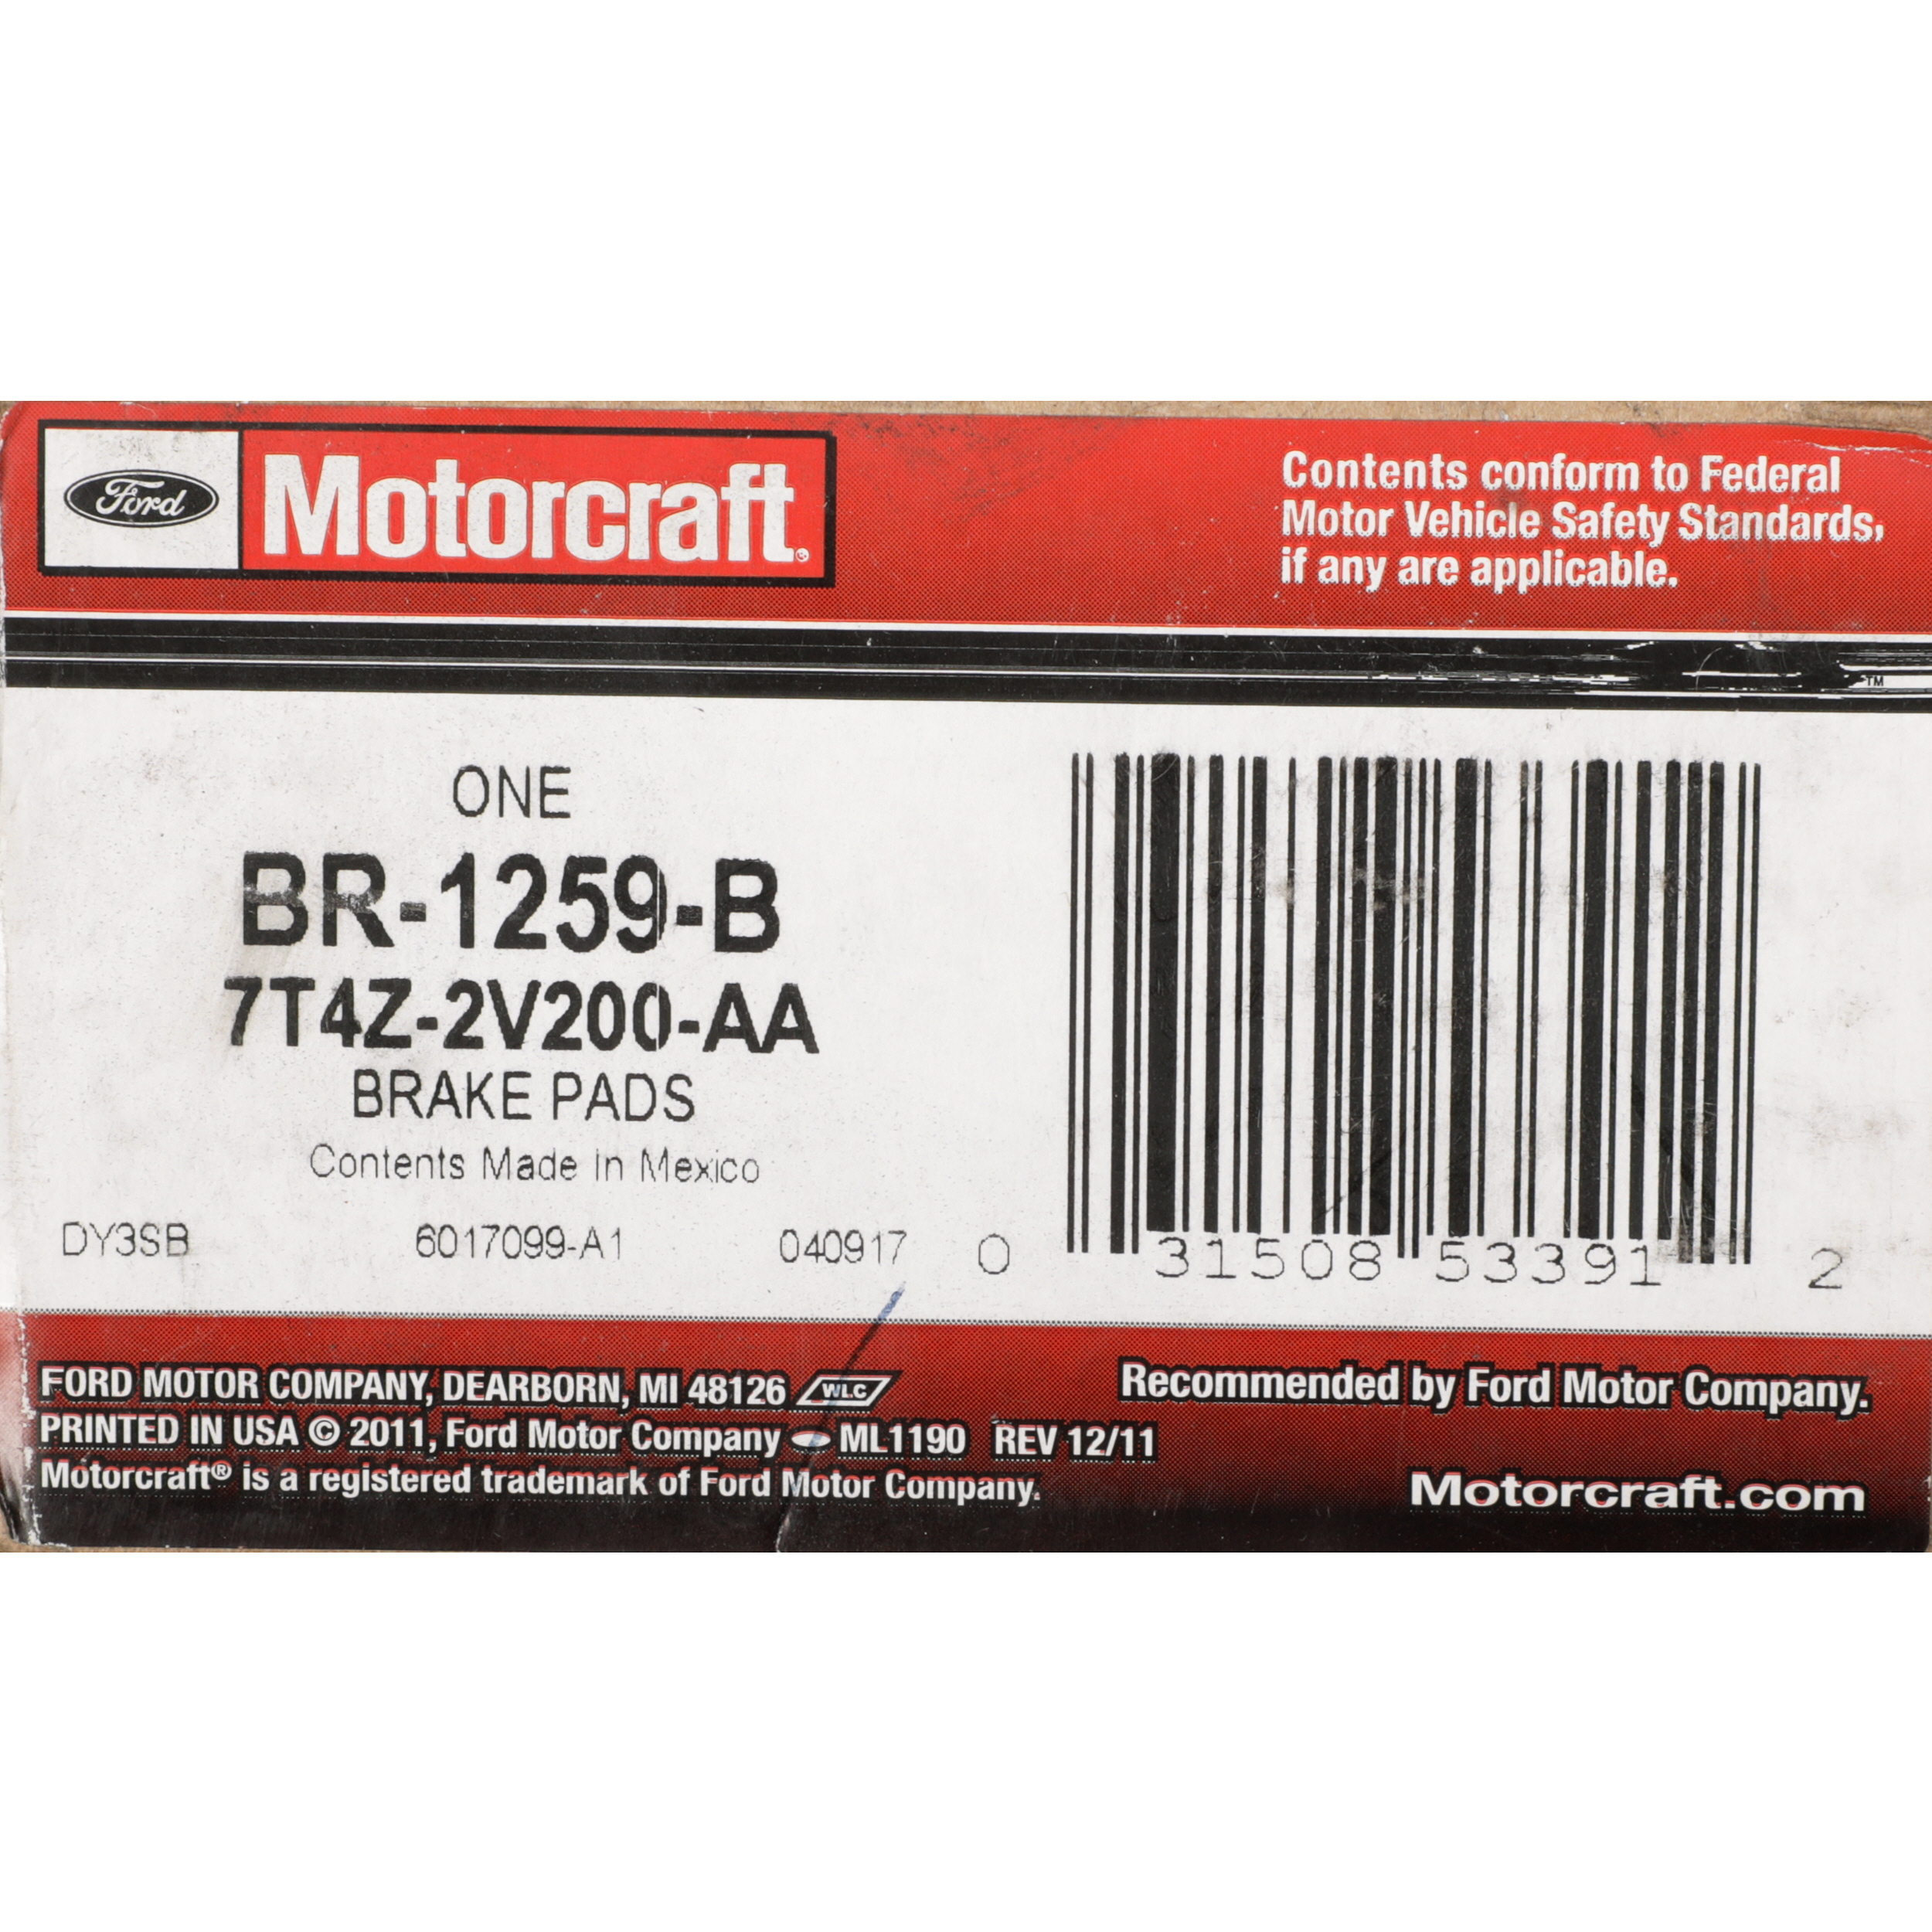 Ford
Motorcraft®
Contents conform to Federal
Motor Vehicle Safety Standards,
if any are applicable.
TM
ONE
BR-1259-B
7T4Z-2V200-AA
BRAKE PADS
Contents Made In Mexico
DY3SB 6017099-A1 040917
0 31508 53391 2
FORD MOTOR COMPANY, DEARBORN, MI 48126 WLC
PRINTED IN USA © 2011, Ford Motor Company ML1190 REV 12/11
Motorcraft® is a registered trademark of Ford Motor Company.
Recommended by Ford Motor Company.
Motorcraft.com